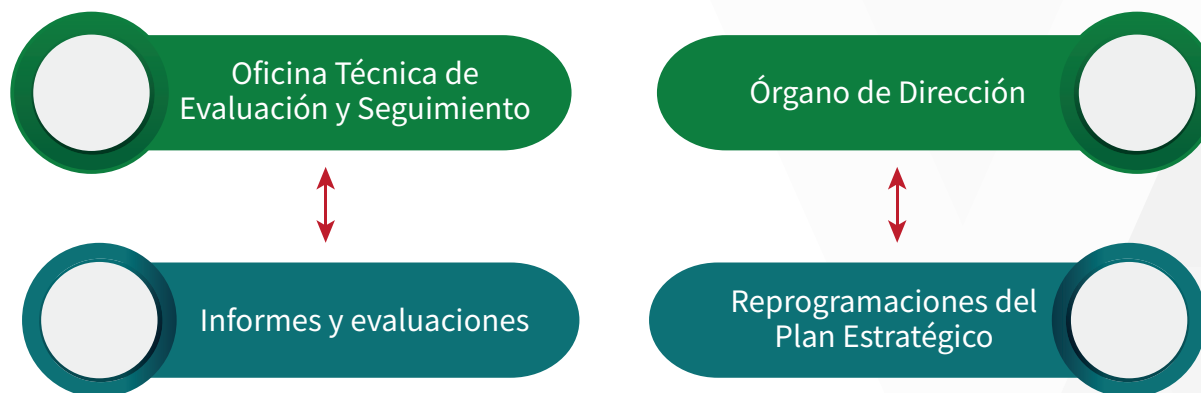 Oficina Técnica de
Evaluación y Seguimiento
Órgano de Dirección
Informes y evaluaciones
Reprogramaciones del
Plan Estratégico